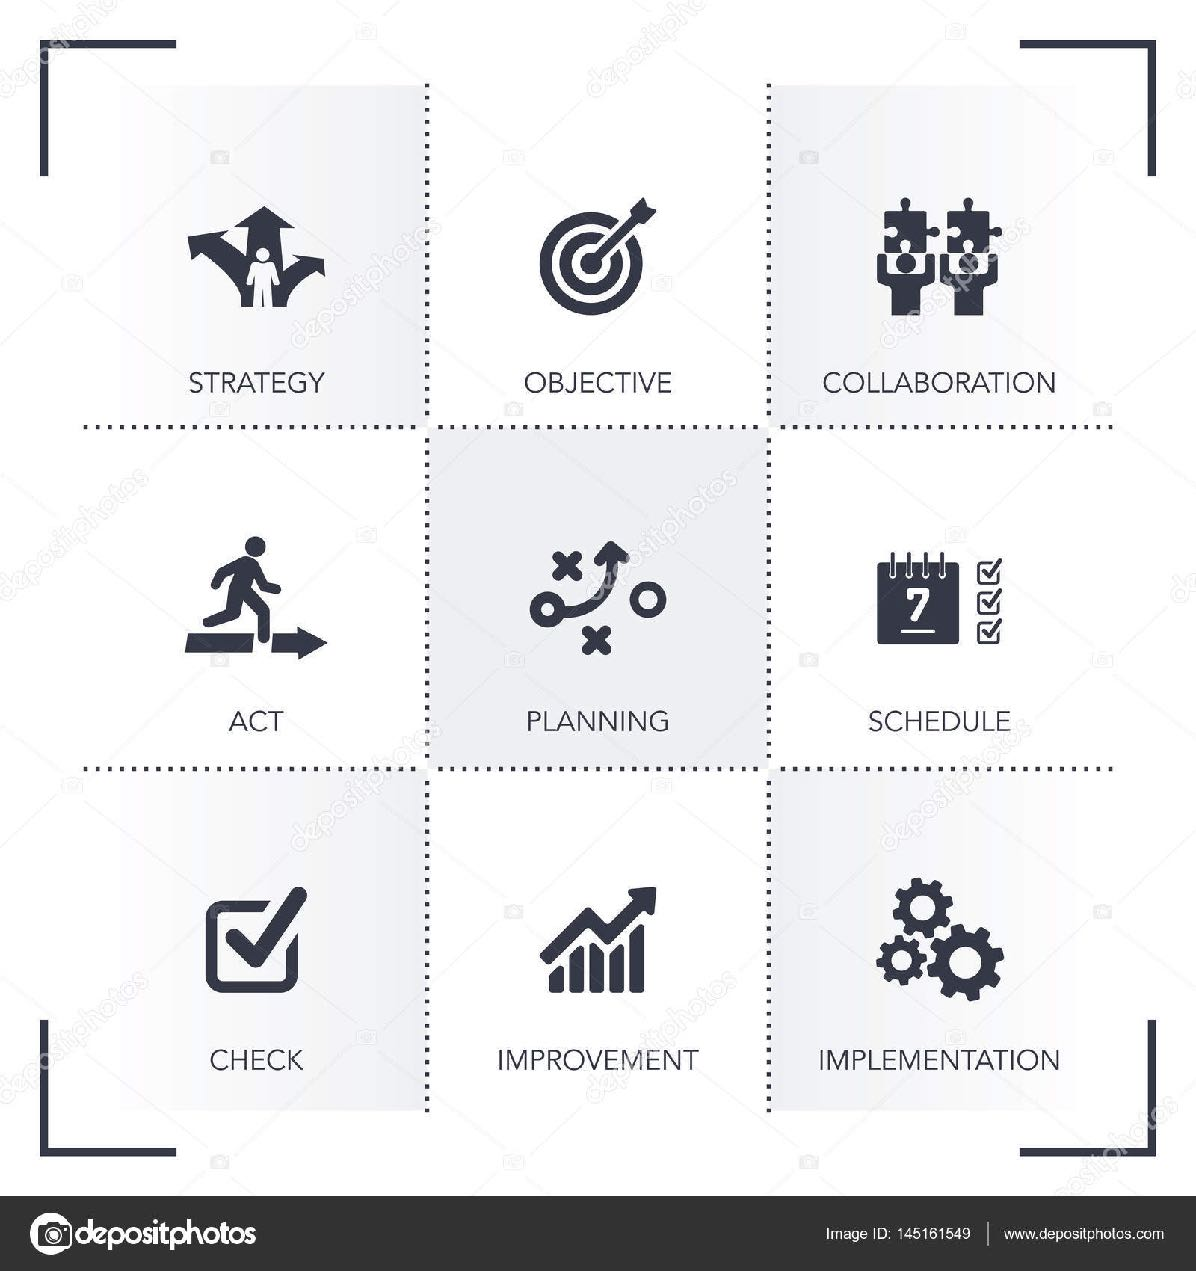 STRATEGY
OBJECTIVE
COLLABORATION
7
ACT
PLANNING
SCHEDULE
CHECK
IMPROVEMENT
IMPLEMENTATION
depositphotos
Image ID: 145161549
www.depositphotos.com